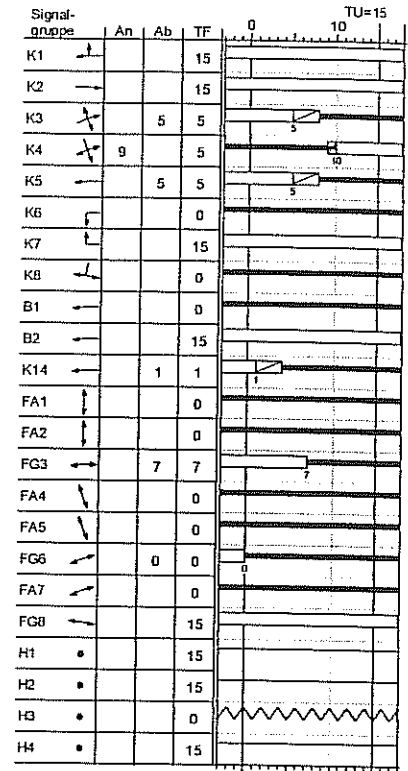 Signal-
gruppe An Ab TF 0 TU=15
10
K1 15
K2 15
K3 5 5 5
K4 9 5 10
K5 5 5 5
K6 0
K7 15
K8 0
B1 0
B2 15
K14 1 1 1
FA1 0
FA2 0
FG3 7 7 7
FA4 0
FA5 0
FG6 0 0 0
FA7 0
FG8 15
H1 15
H2 15
H3 0
H4 15